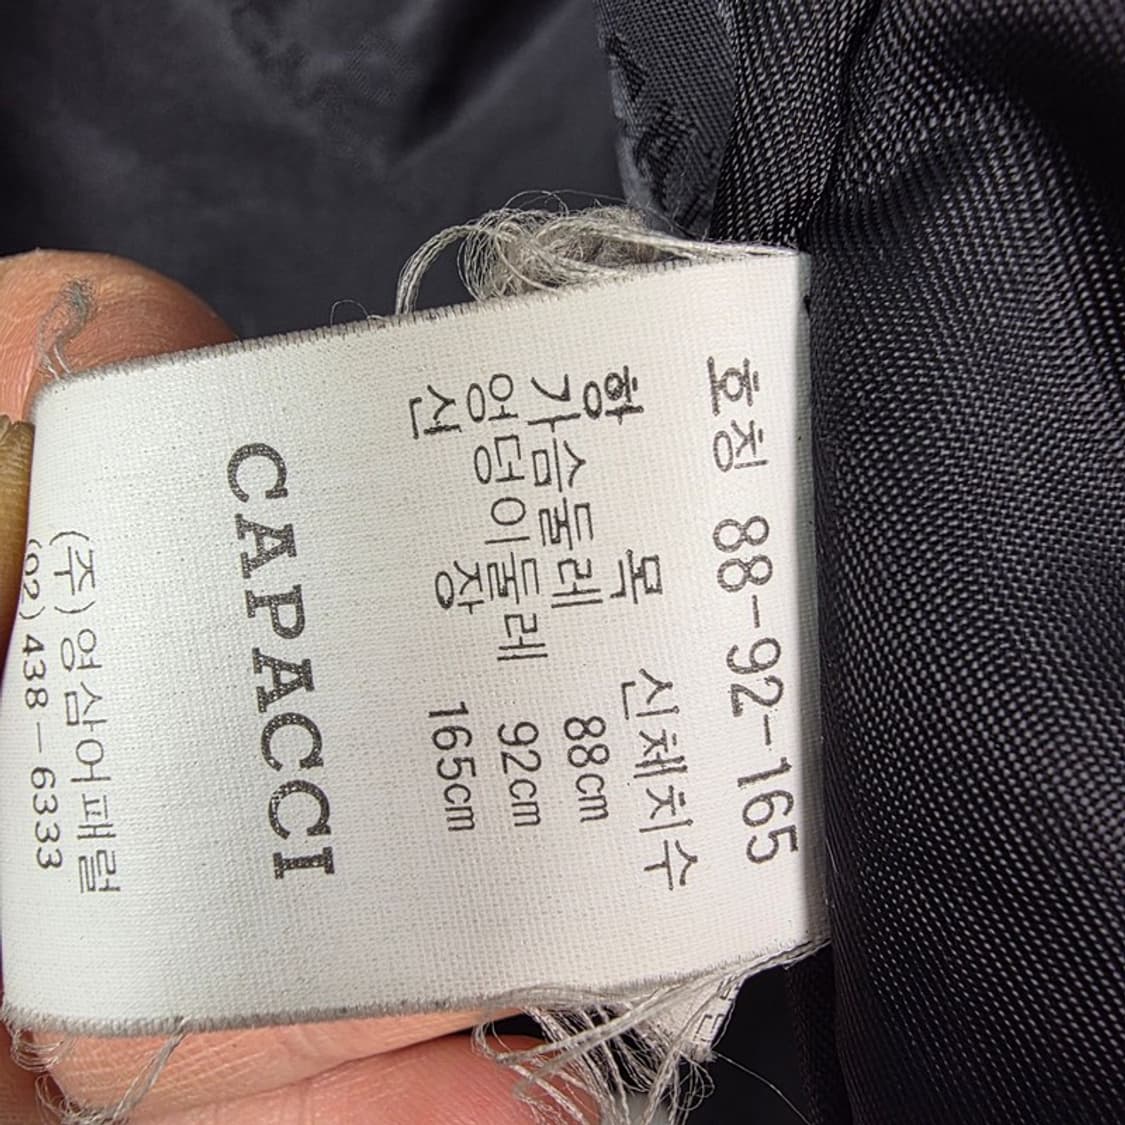 호칭 88-92-165
항 목 신체치수
가슴둘레 88cm
엉덩이둘레 92cm
신 장 165cm
CAPACCI
(주)영삼어패럴
(02)438-6333